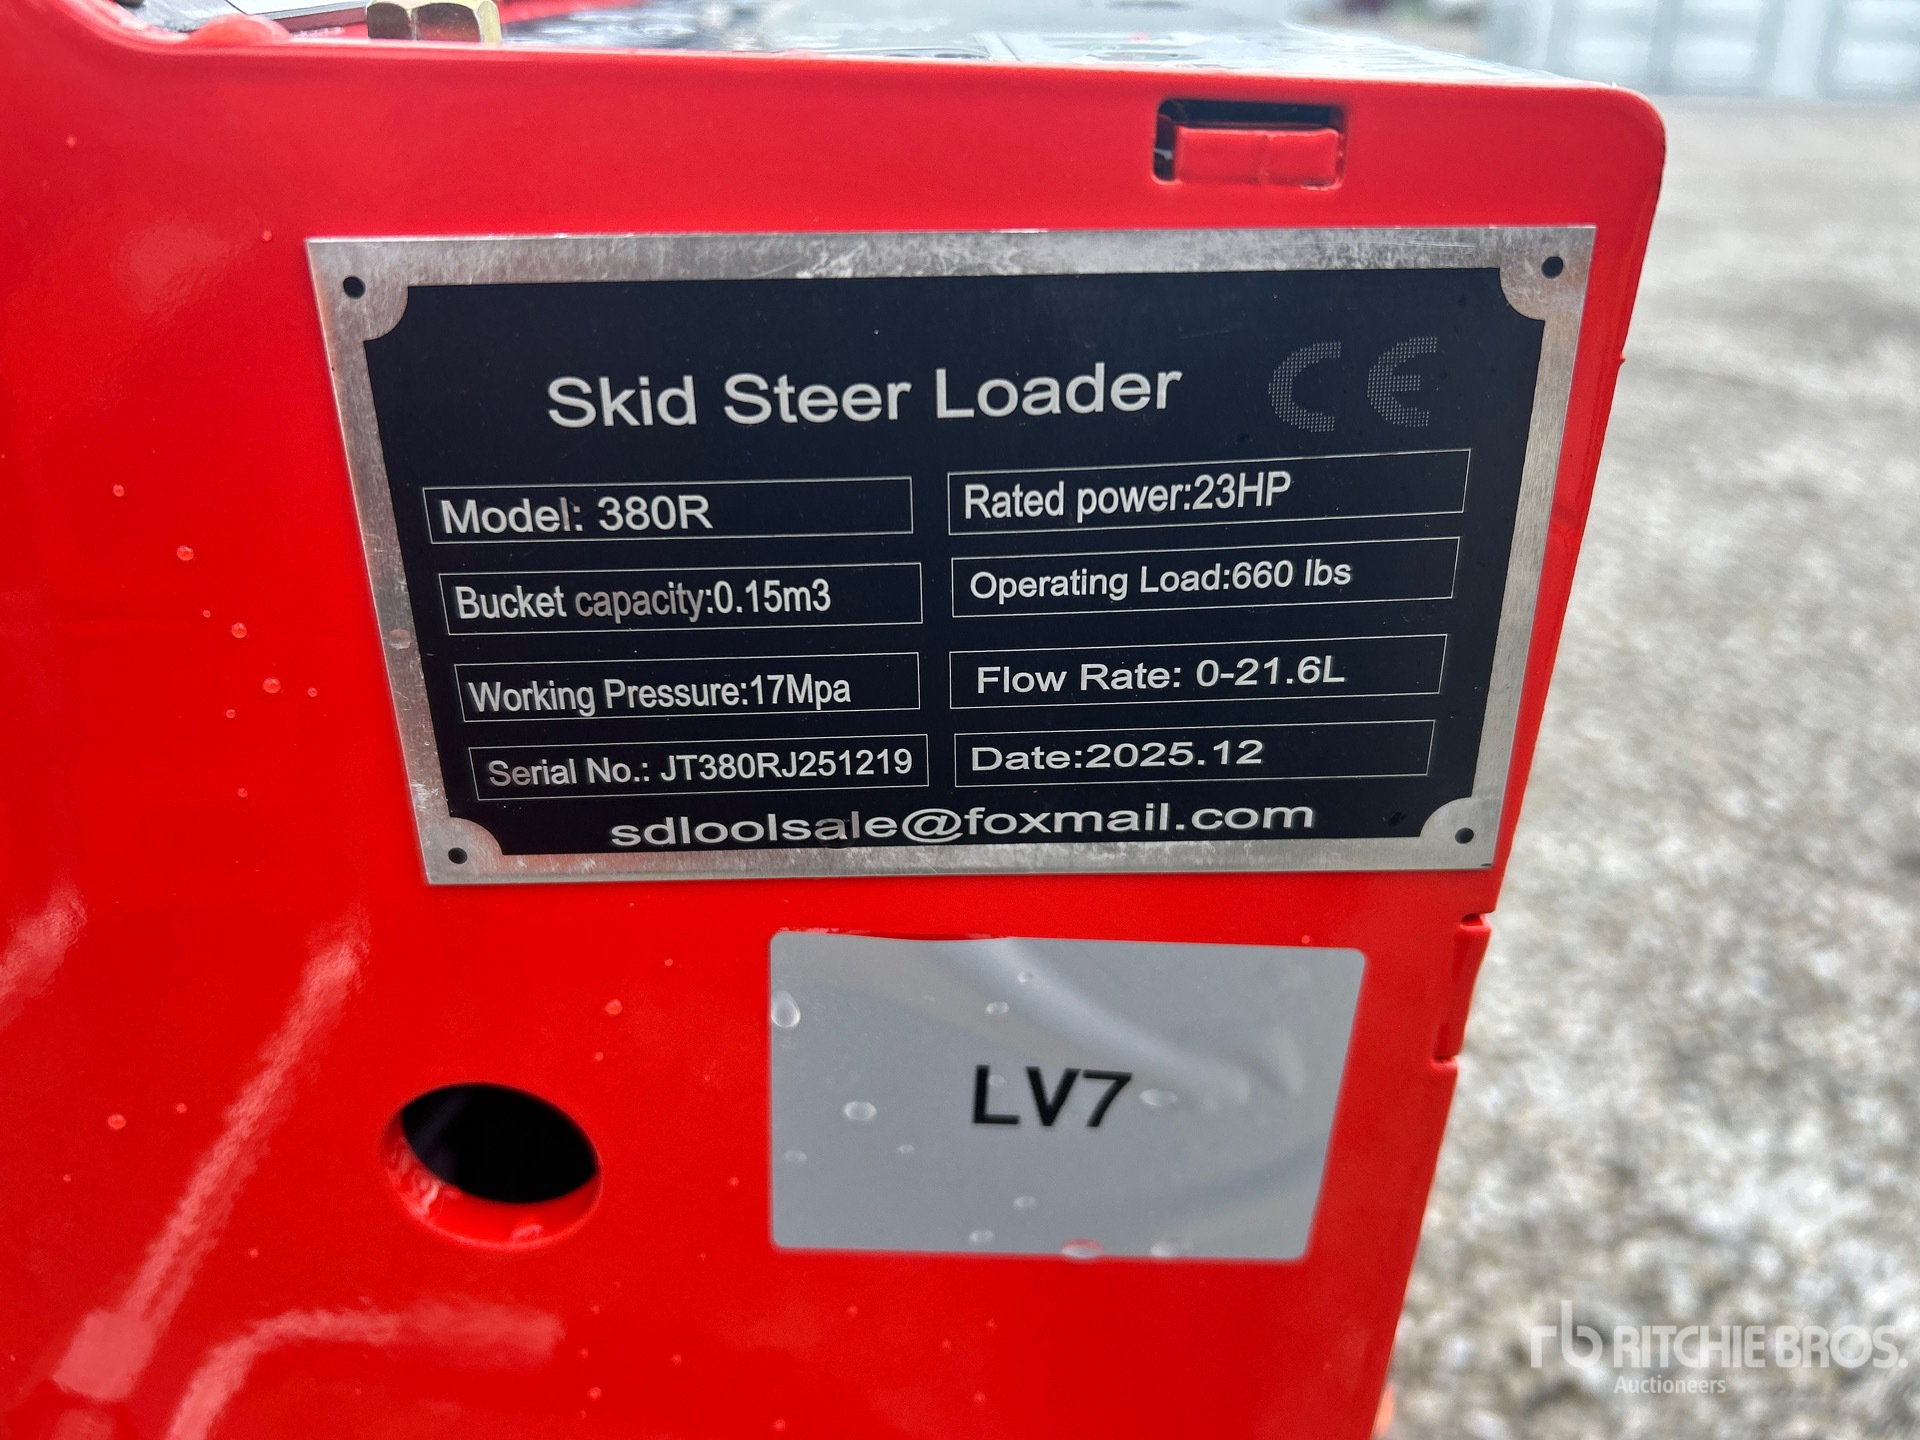 Skid Steer Loader CE
Model: 380R
Rated power:23HP
Bucket capacity:0.15m3
Operating Load:660 lbs
Working Pressure:17Mpa
Flow Rate: 0-21.6L
Serial No.: JT380RJ251219
Date:2025.12
sdloolsale@foxmail.com
LV7
rb RITCHIE BROS.
Auctioneers